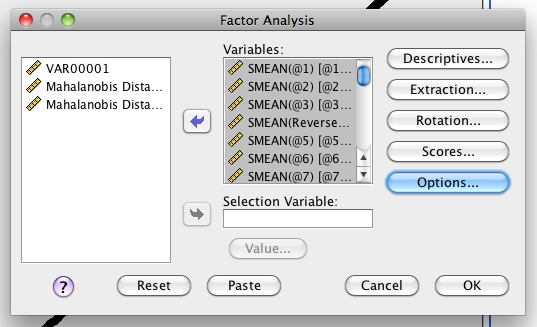 Factor Analysis
VAR00001
Mahalanobis Dista...
Mahalanobis Dista...
Variables:
SMEAN(@1) [@1...
SMEAN(@2) [@2...
SMEAN(@3) [@3...
SMEAN(Reverse...
SMEAN(@5) [@5...
SMEAN(@6) [@6...
SMEAN(@7) [@7...
Selection Variable:
Value...
Descriptives...
Extraction...
Rotation...
Scores...
Options...
?
Reset
Paste
Cancel
OK